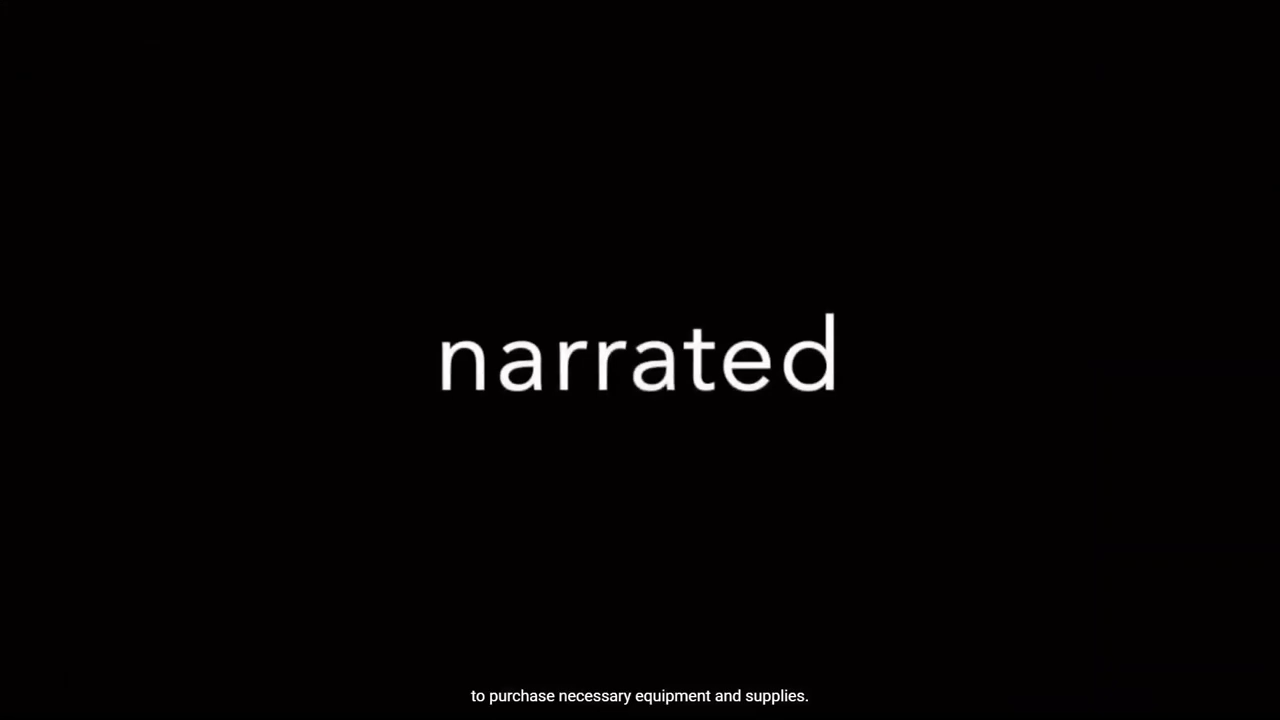 narrated
to purchase necessary equipment and supplies.